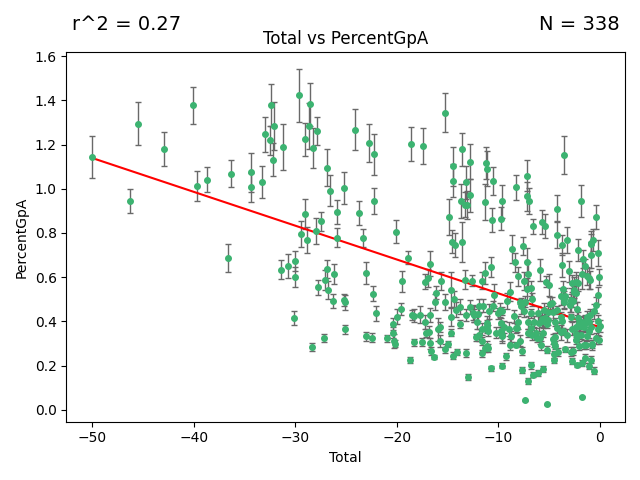 r^2 = 0.27 N = 338
Total vs PercentGpA
1.6
1.4
1.2
1.0
0.8
0.6
0.4
0.2
0.0
PercentGpA
−50 −40 −30 −20 −10 0
Total